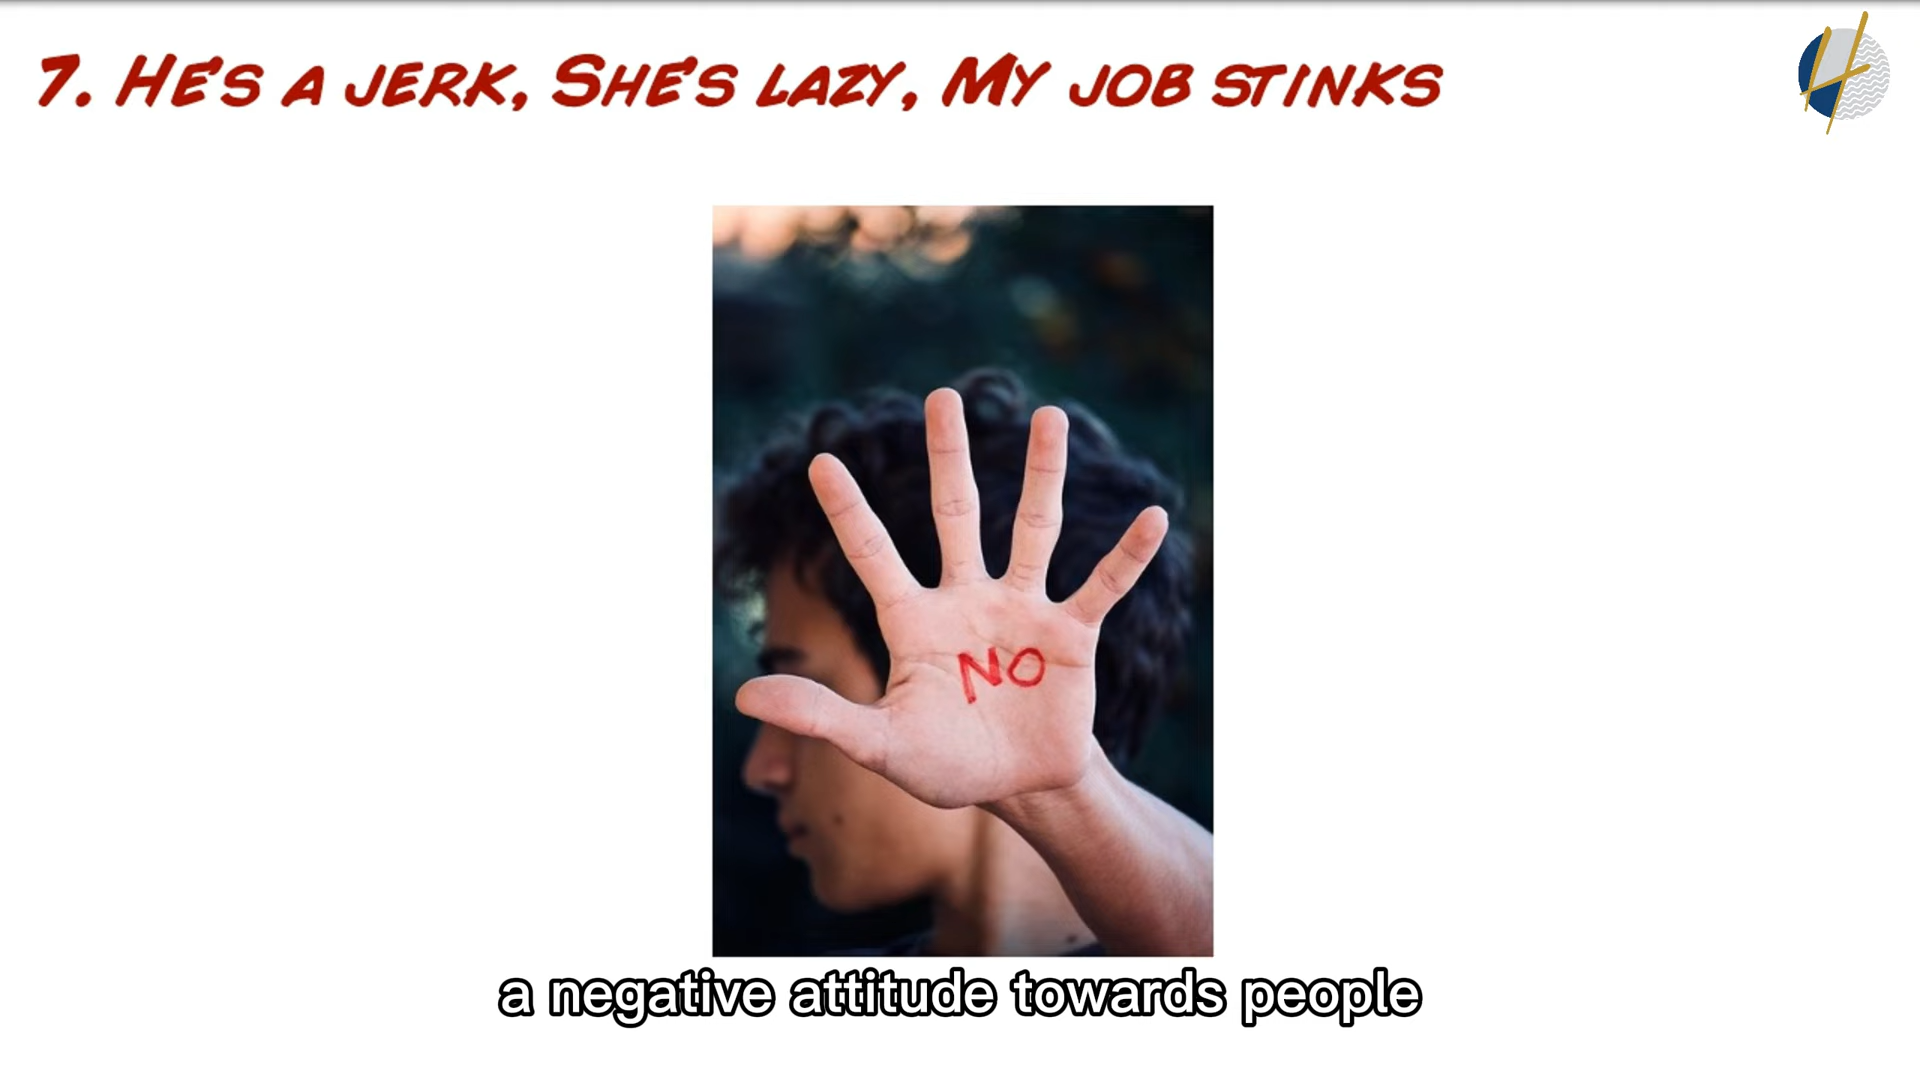 7. He's a jerk, She's lazy, My job stinks
NO
a negative attitude towards people